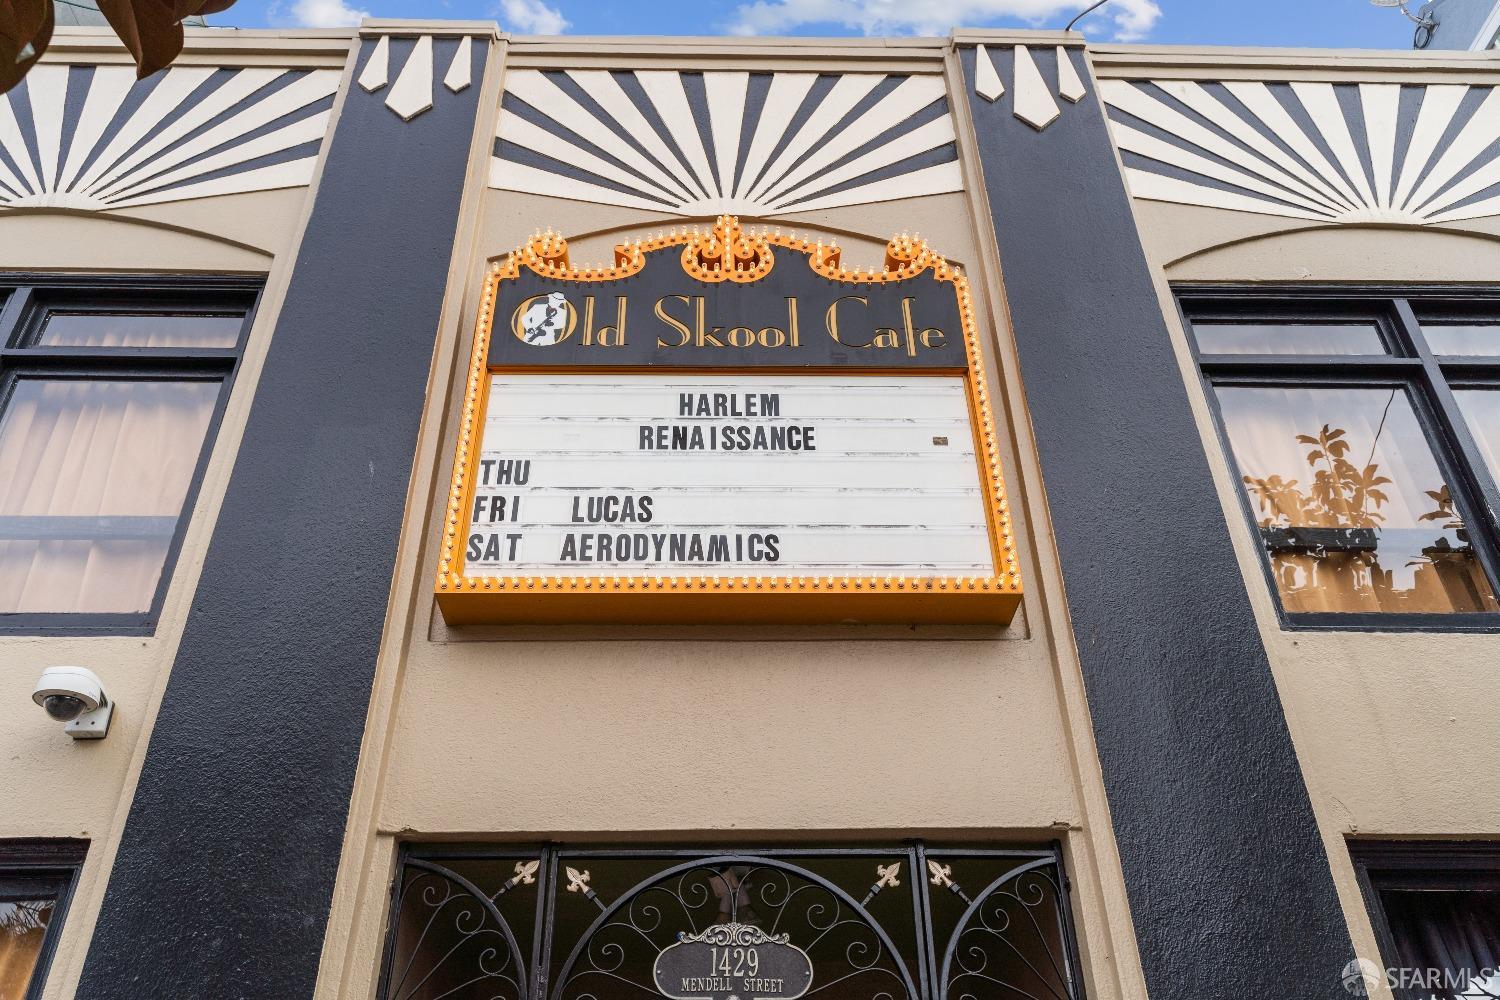 Old Skool Cafe
HARLEM
RENAISSANCE
THU
FRI LUCAS
SAT AERODYNAMICS
1429
MENDELL STREET
SFARMLS